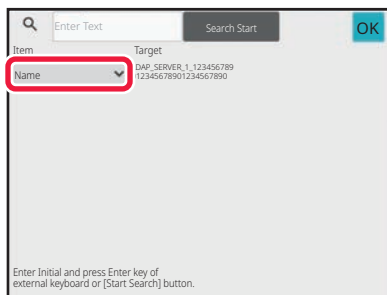 Enter Text
Search Start
OK
Item
Target
Name
DAP_SERVER_1_123456789
12345678901234567890
Enter Initial and press Enter key of
external keyboard or [Start Search] button.